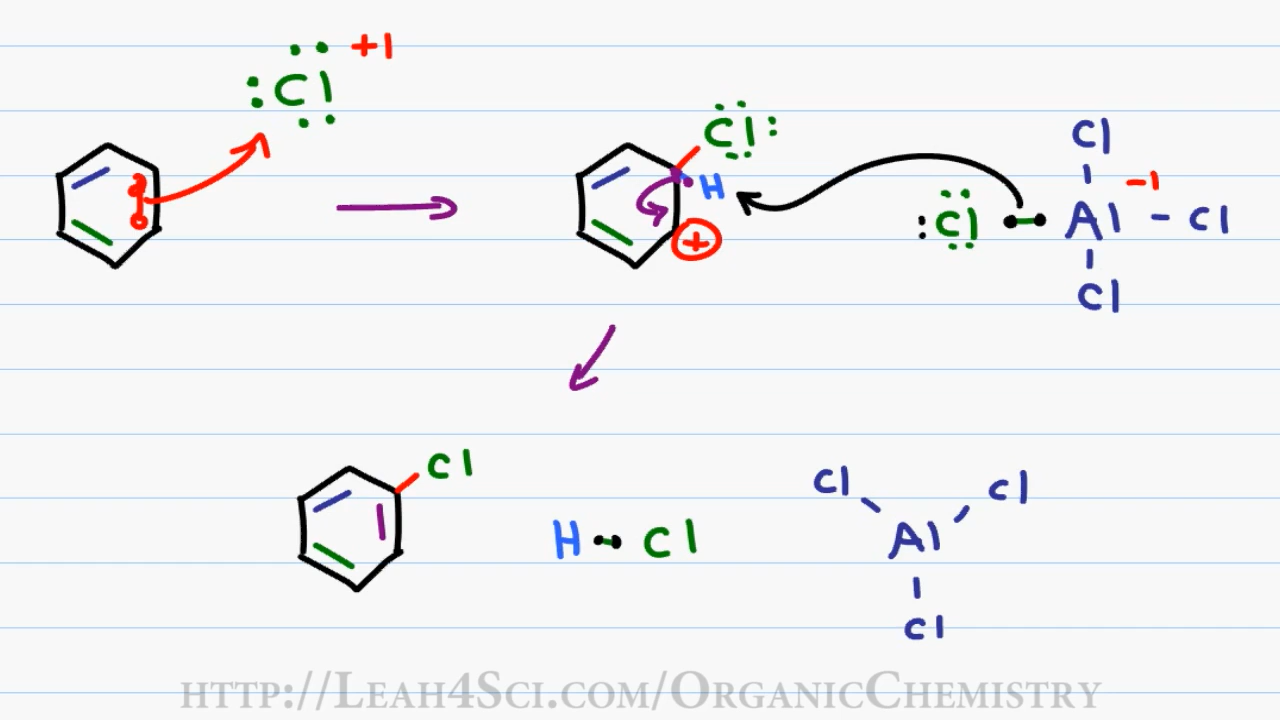 :Cl +1
Cl:
H
+
:Cl
Cl
Al -1
- Cl
Cl
Cl
H Cl
Cl
Cl
Al
Cl
HTTP://LEAH4SCI.COM/ORGANICCHEMISTRY